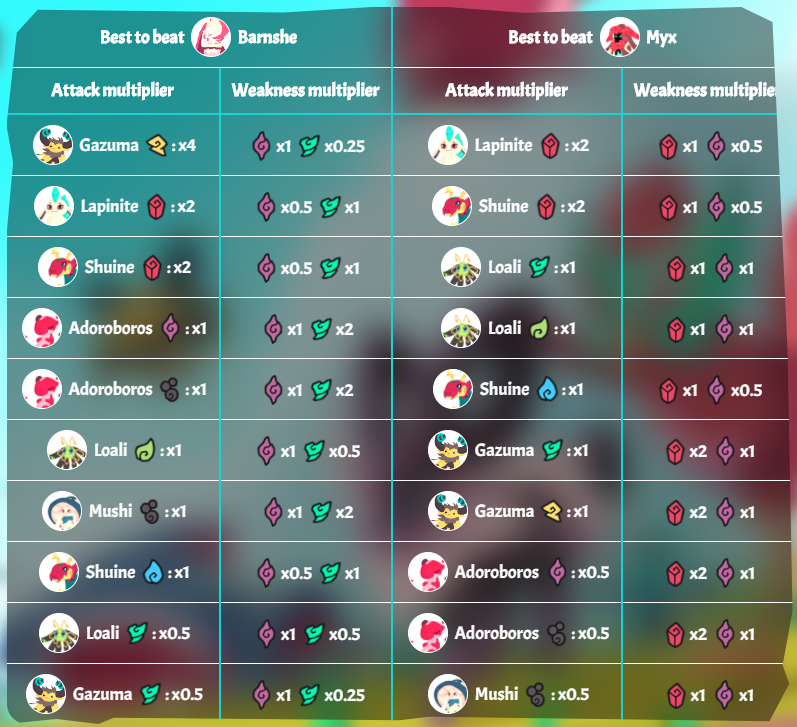 Best to beat Barnshe Best to beat Myx
Attack multiplier Weakness multiplier Attack multiplier Weakness multiplie
Gazuma : x4 x1 x0.25 Lapinite : x2 x1 x0.5
Lapinite : x2 x0.5 x1 Shuine : x2 x1 x0.5
Shuine : x2 x0.5 x1 Loali : x1 x1 x1
Adoroboros : x1 x1 x2 Loali : x1 x1 x1
Adoroboros : x1 x1 x2 Shuine : x1 x1 x0.5
Loali : x1 x1 x0.5 Gazuma : x1 x2 x1
Mushi : x1 x1 x2 Gazuma : x1 x2 x1
Shuine : x1 x0.5 x1 Adoroboros : x0.5 x2 x1
Loali : x0.5 x1 x0.5 Adoroboros : x0.5 x2 x1
Gazuma : x0.5 x1 x0.25 Mushi : x0.5 x1 x1